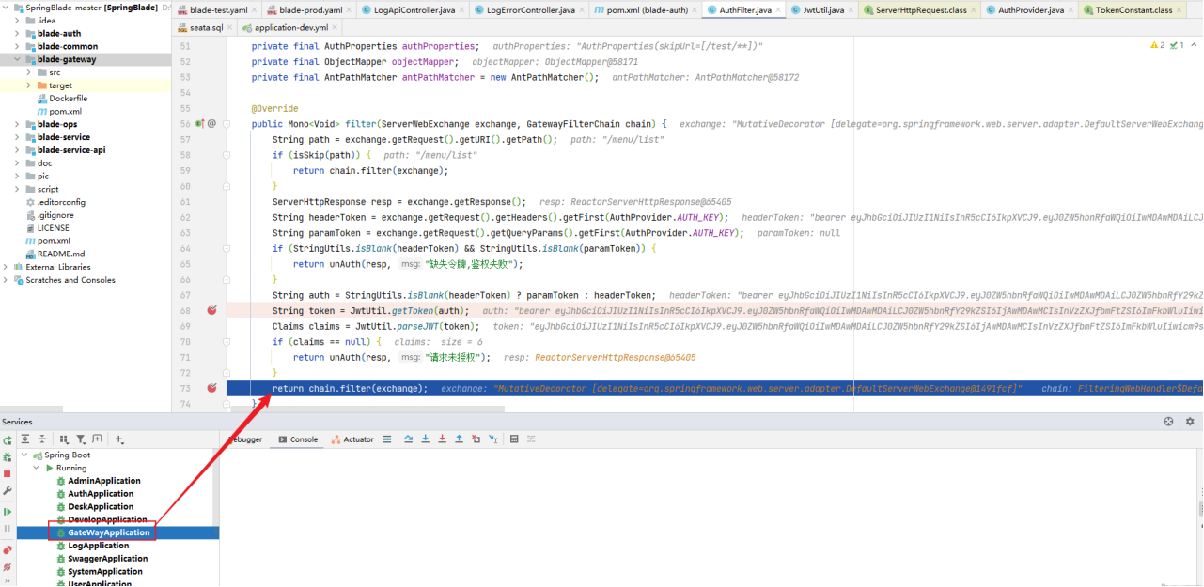 SpringBlade-master [SpringBlade]
.idea
blade-auth
blade-common
blade-gateway
src
target
Dockerfile
pom.xml
blade-ops
blade-service
blade-service-api
doc
pic
script
.editorconfig
.gitignore
LICENSE
pom.xml
README.md
External Libraries
Scratches and Consoles
blade-test.yaml
blade-prod.yaml
LogApiController.java
LogErrorController.java
pom.xml (blade-auth)
AuthFilter.java
JwtUtil.java
ServerHttpRequest.class
AuthProvider.java
TokenConstant.class
seata.sql
application-dev.yml
2 1
51 private final AuthProperties authProperties; authProperties: "AuthProperties(skipUrl=[/test/**])"
52 private final ObjectMapper objectMapper; objectMapper: ObjectMapper@58171
53 private final AntPathMatcher antPathMatcher = new AntPathMatcher(); antPathMatcher: AntPathMatcher@58172
54
55 @Override
56 public Mono<Void> filter(ServerWebExchange exchange, GatewayFilterChain chain) { exchange: "MutativeDecorator [delegate=org.springframework.web.server.adapter.DefaultServerWebExchan
57 String path = exchange.getRequest().getURI().getPath(); path: "/menu/list"
58 if (isSkip(path)) { path: "/menu/list"
59 return chain.filter(exchange);
60 }
61 ServerHttpResponse resp = exchange.getResponse(); resp: ReactorServerHttpResponse@65405
62 String headerToken = exchange.getRequest().getHeaders().getFirst(AuthProvider.AUTH_KEY); headerToken: "bearer
63 String paramToken = exchange.getRequest().getQueryParams().getFirst(AuthProvider.AUTH_KEY); paramToken: null
64 if (StringUtils.isBlank(headerToken) && StringUtils.isBlank(paramToken)) {
65 return unAuth(resp, msg: "缺失令牌,鉴权失败");
66 }
67 String auth = StringUtils.isBlank(headerToken) ? paramToken : headerToken; headerToken: "bearer
68 String token = JwtUtil.getToken(auth); auth: "bearer
69 Claims claims = JwtUtil.parseJWT(token); token:
70 if (claims == null) { claims: size = 6
71 return unAuth(resp, msg: "请求未授权"); resp: ReactorServerHttpResponse@65405
72 }
73 return chain.filter(exchange); exchange: "MutativeDecorator [delegate=org.springframework.web.server.adapter.DefaultServerWebExchange@1491fcf]" chain: FilteringWebHandler$Defa
74 }
Services
Debugger
Console
Actuator
Spring Boot
Running
AdminApplication
AuthApplication
DeskApplication
DevelopApplication
GateWayApplication
LogApplication
SwaggerApplication
SystemApplication
UserApplication